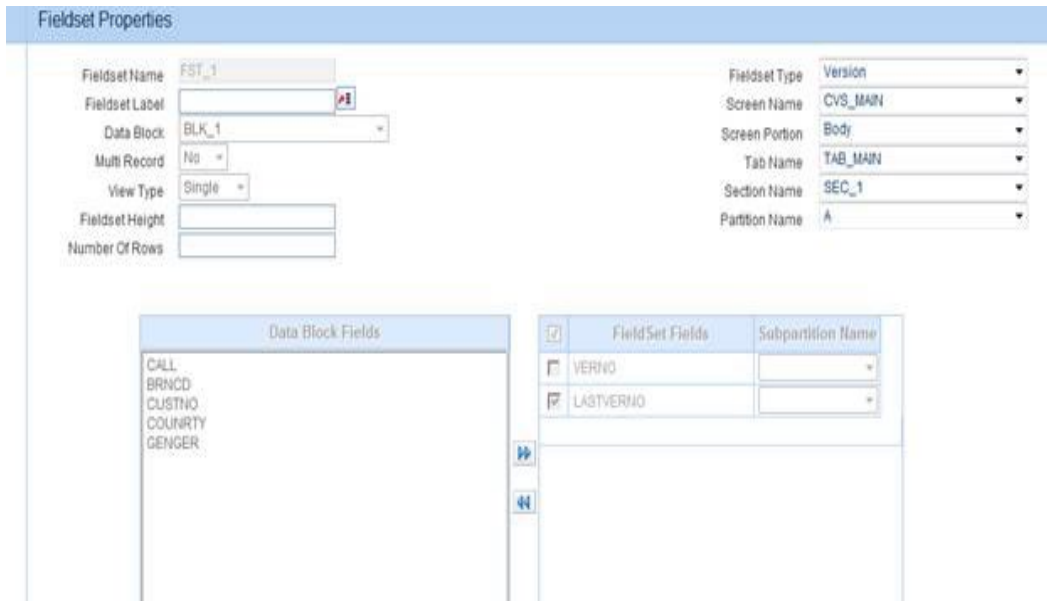 Fieldset Properties
Fieldset Name FST_1
Fieldset Label
Data Block BLK_1
Multi Record No
View Type Single
Fieldset Height
Number Of Rows
Fieldset Type Version
Screen Name CVS_MAIN
Screen Portion Body
Tab Name TAB_MAIN
Section Name SEC_1
Partition Name A
Data Block Fields
CALL
BRNCD
CUSTNO
COUNRTY
GENGER
FieldSet Fields Subpartition Name
VERNO
LASTVERNO